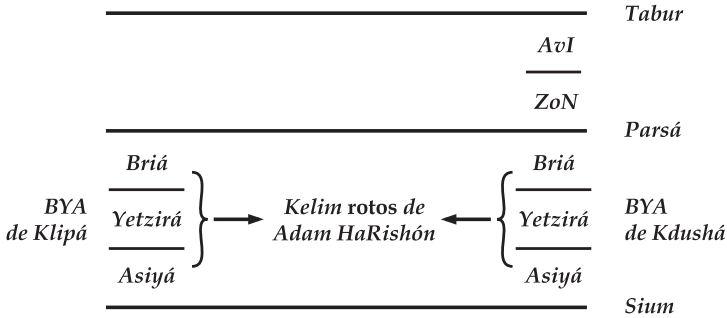 Tabur
AvI
ZoN
Parsá
Briá
Briá
BYA
de Klipá
Yetzirá
Kelim rotos de
Adam HaRishón
Yetzirá
BYA
de Kdushá
Asiyá
Asiyá
Sium